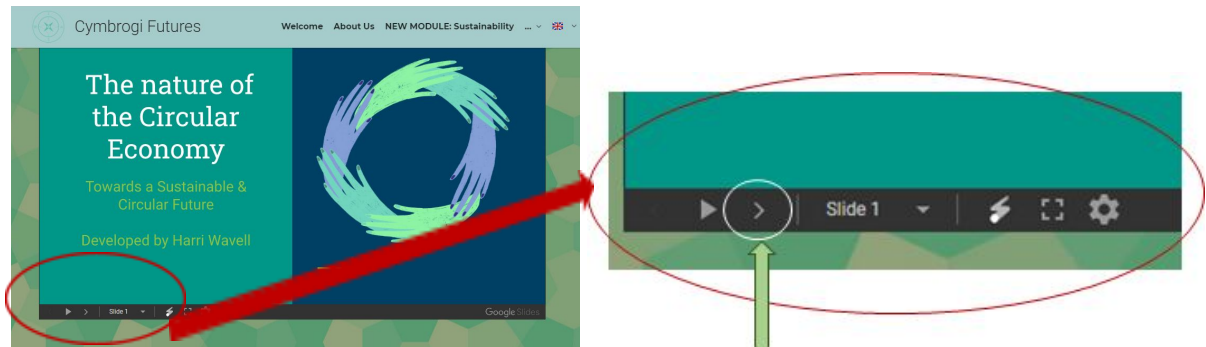 Cymbrogi Futures
Welcome About Us NEW MODULE: Sustainability ...
The nature of
the Circular
Economy
Towards a Sustainable &
Circular Future
Developed by Harri Wavell
Slide 1
Google Slides
Slide 1